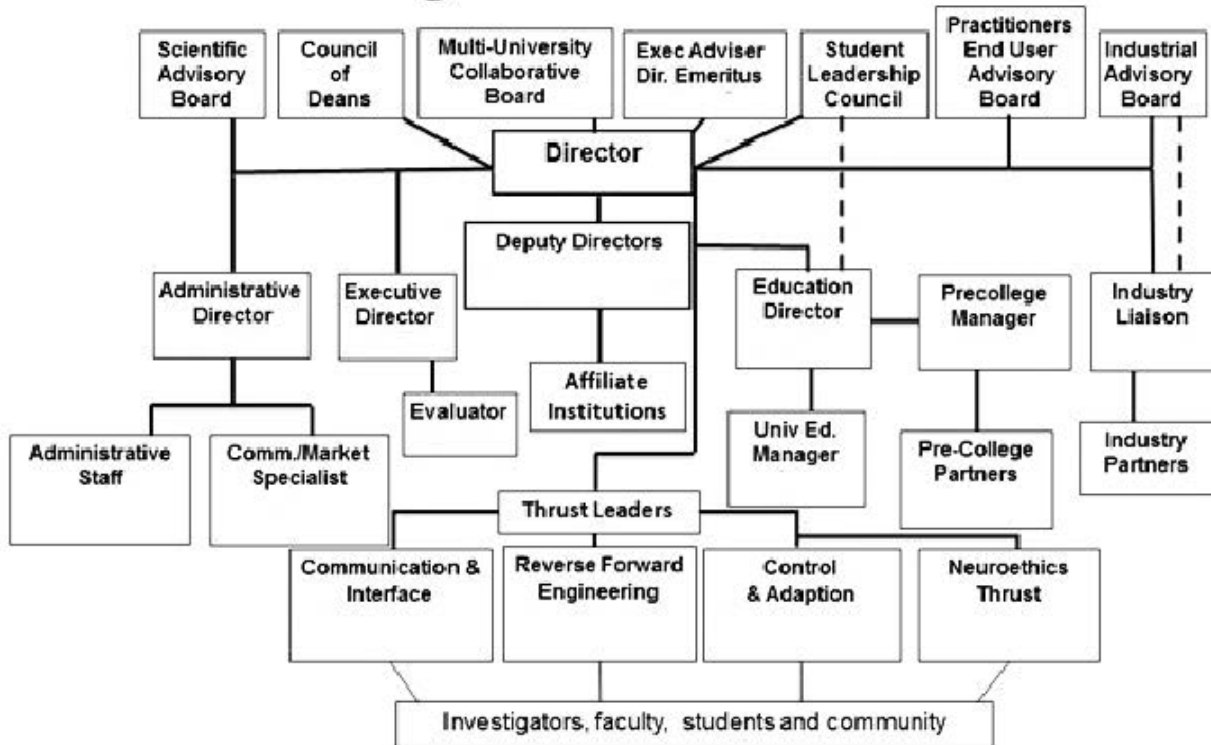 Scientific
Advisory
Board
Council
of
Deans
Multi-University
Collaborative
Board
Exec Adviser
Dir. Emeritus
Student
Leadership
Council
Practitioners
End User
Advisory
Board
Industrial
Advisory
Board
Director
Deputy Directors
Administrative
Director
Executive
Director
Education
Director
Precollege
Manager
Industry
Liaison
Evaluator
Affiliate
Institutions
Univ Ed.
Manager
Pre-College
Partners
Industry
Partners
Administrative
Staff
Comm./Market
Specialist
Thrust Leaders
Communication &
Interface
Reverse Forward
Engineering
Control
& Adaption
Neuroethics
Thrust
Investigators, faculty, students and community